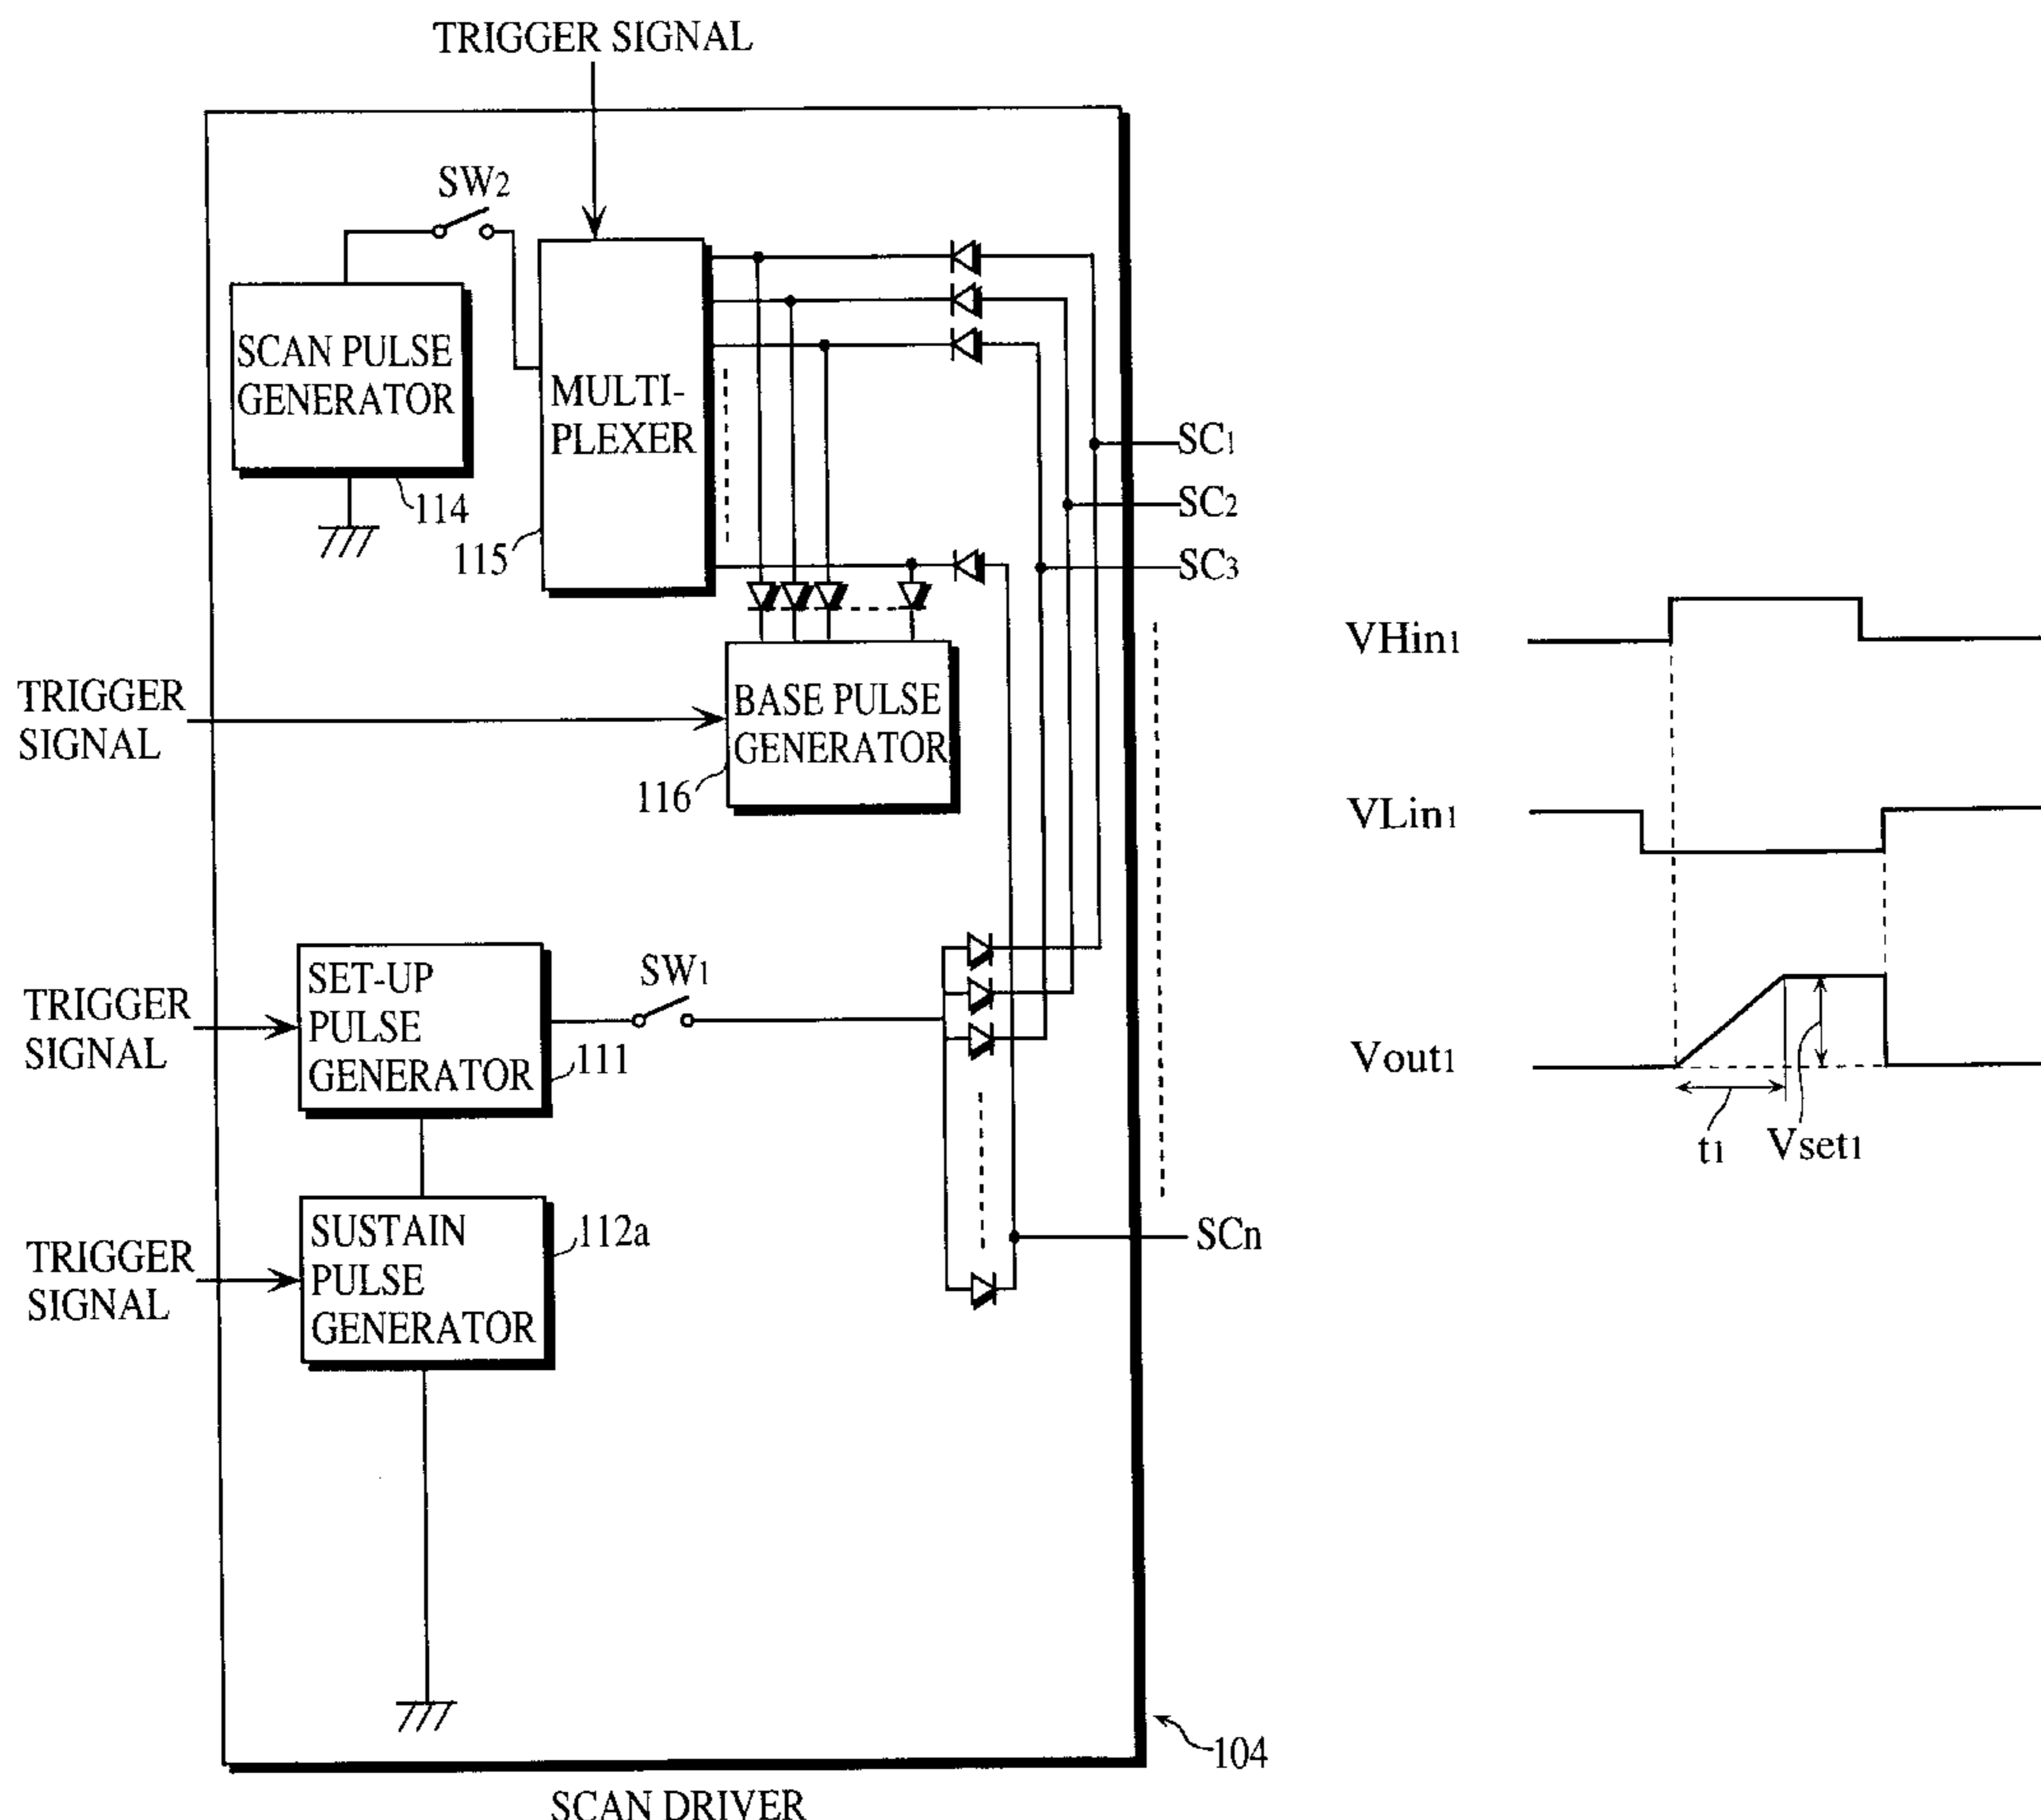 TRIGGER SIGNAL
SW2
SCAN PULSE
GENERATOR
114
MULTI-
PLEXER
115
SC1
SC2
SC3
TRIGGER
SIGNAL
BASE PULSE
GENERATOR
116
TRIGGER
SIGNAL
SET-UP
PULSE
GENERATOR
111
SW1
TRIGGER
SIGNAL
SUSTAIN
PULSE
GENERATOR
112a
SCn
104
SCAN DRIVER
VHin1
VLin1
Vout1
t1
Vset1